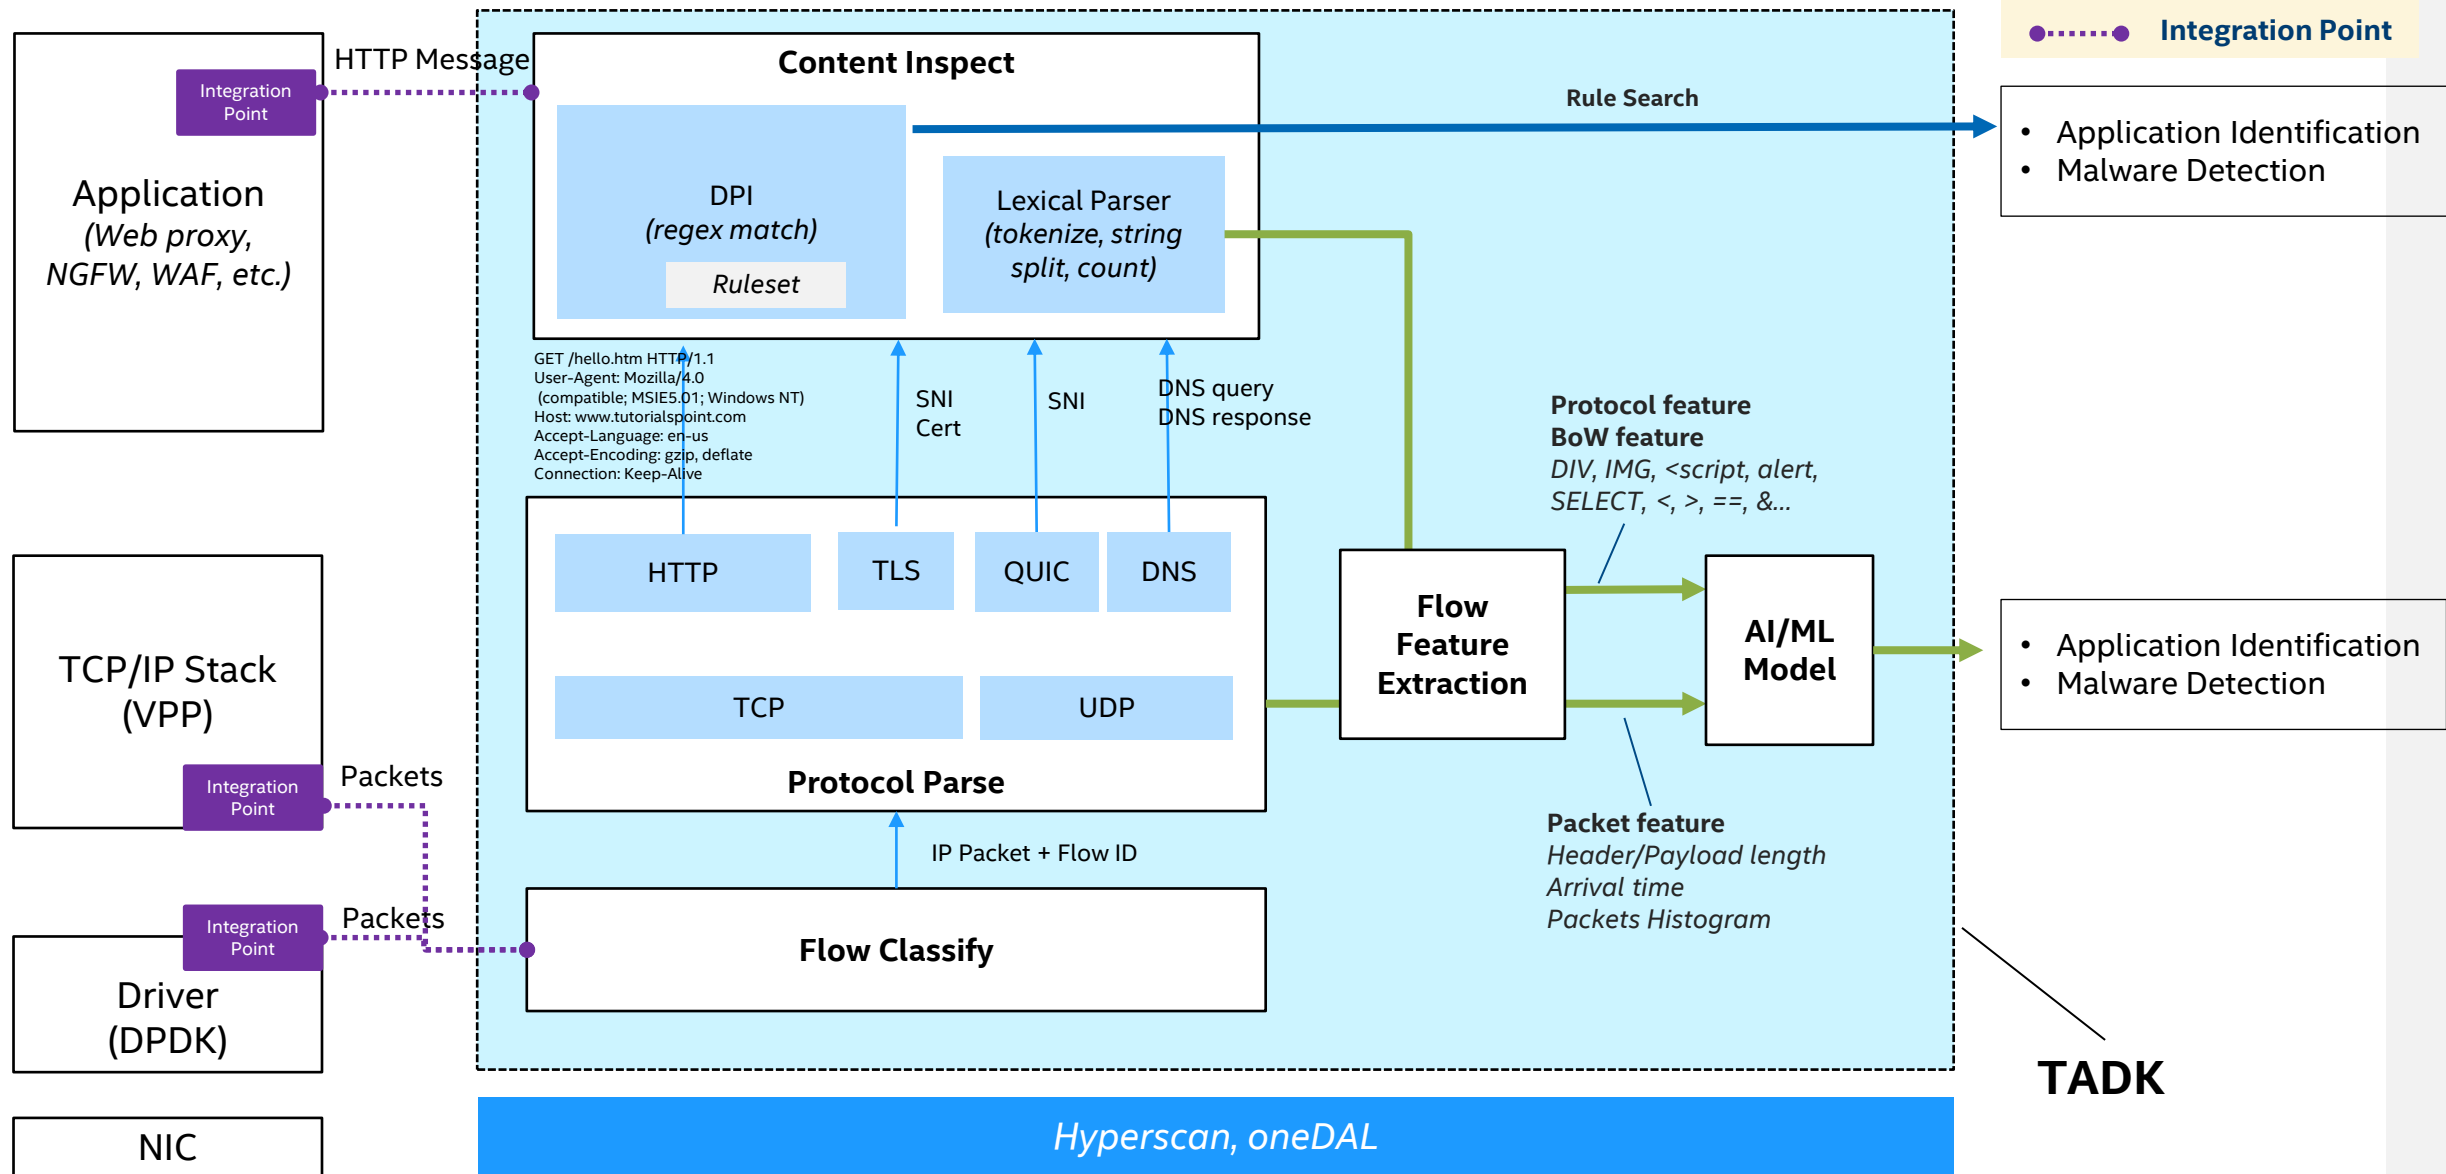 Integration Point
HTTP Message
Integration
Point
Application
(Web proxy,
NGFW, WAF, etc.)
Content Inspect
DPI
(regex match)
Ruleset
Lexical Parser
(tokenize, string
split, count)
Rule Search
• Application Identification
• Malware Detection
GET /hello.htm HTTP/1.1
User-Agent: Mozilla/4.0
(compatible; MSIE5.01; Windows NT)
Host: www.tutorialspoint.com
Accept-Language: en-us
Accept-Encoding: gzip, deflate
Connection: Keep-Alive
SNI
Cert
SNI
DNS query
DNS response
Protocol feature
BoW feature
DIV, IMG, <script, alert,
SELECT, <, >, ==, &...
TCP/IP Stack
(VPP)
Integration
Point
Packets
HTTP
TLS
QUIC
DNS
TCP
UDP
Protocol Parse
Flow
Feature
Extraction
AI/ML
Model
• Application Identification
• Malware Detection
Packet feature
Header/Payload length
Arrival time
Packets Histogram
IP Packet + Flow ID
Integration
Point
Packets
Driver
(DPDK)
Flow Classify
TADK
NIC
Hyperscan, oneDAL